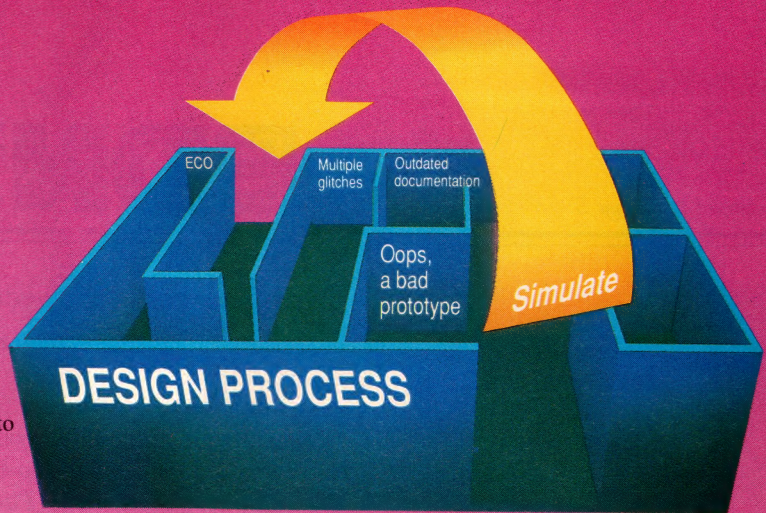 ECO
Multiple
glitches
Outdated
documentation
Oops,
a bad
prototype
Simulate
DESIGN PROCESS